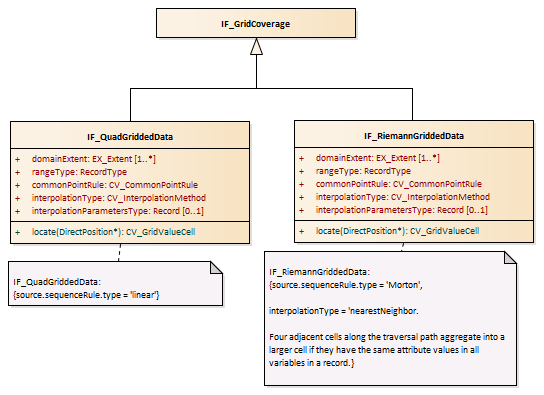 IF_GridCoverage
IF_QuadGriddedData
+ domainExtent: EX_Extent [1..*]
+ rangeType: RecordType
+ commonPointRule: CV_CommonPointRule
+ interpolationType: CV_InterpolationMethod
+ interpolationParametersType: Record [0..1]
+ locate(DirectPosition*): CV_GridValueCell
IF_RiemannGriddedData
+ domainExtent: EX_Extent [1..*]
+ rangeType: RecordType
+ commonPointRule: CV_CommonPointRule
+ interpolationType: CV_InterpolationMethod
+ interpolationParametersType: Record [0..1]
+ locate(DirectPosition*): CV_GridValueCell
IF_QuadGriddedData:
{source.sequenceRule.type = 'linear'}
IF_RiemannGriddedData:
{source.sequenceRule.type = 'Morton',
interpolationType = 'nearestNeighbor.
Four adjacent cells along the traversal path aggregate into a
larger cell if they have the same attribute values in all
variables in a record.}